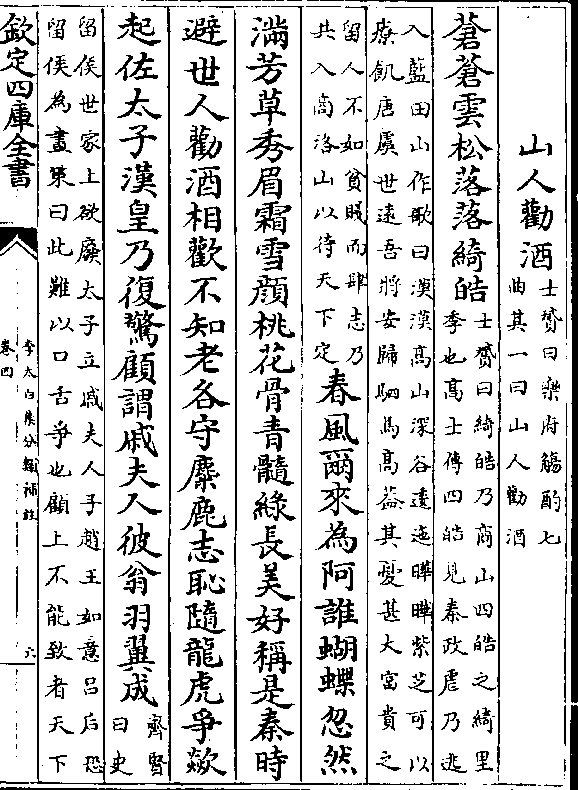 山人勸酒 士贇曰樂府觴酌七
曲其一曰山人勸酒
蒼蒼雲松落落綺皓 士贇曰綺皓乃商山四皓之綺里
季也髙士傳四皓見秦政虐乃逃
入藍田山作歌曰漠漠髙山深谷逶迤曄曄紫芝可以
療飢唐虞世逺吾將安歸駟馬髙葢其憂甚大富貴之
留人不如貧賤而肆志乃
共入商洛山以待天下定 春風爾來為阿誰蝴蝶忽然
滿芳草秀眉霜雪顔桃花骨青髓緑長美好稱是秦時
避世人勸酒相歡不知老各守麋鹿志恥隨龍虎爭欻
起佐太子漢皇乃復驚顧謂戚夫人彼翁羽翼成 齊賢
曰史
留侯世家上欲廢太子立戚夫人子趙王如意吕后恐
留侯為畫策曰此難以口舌爭也顧上不能致者天下
欽定四庫全書
李太白集分類補註
卷四
六